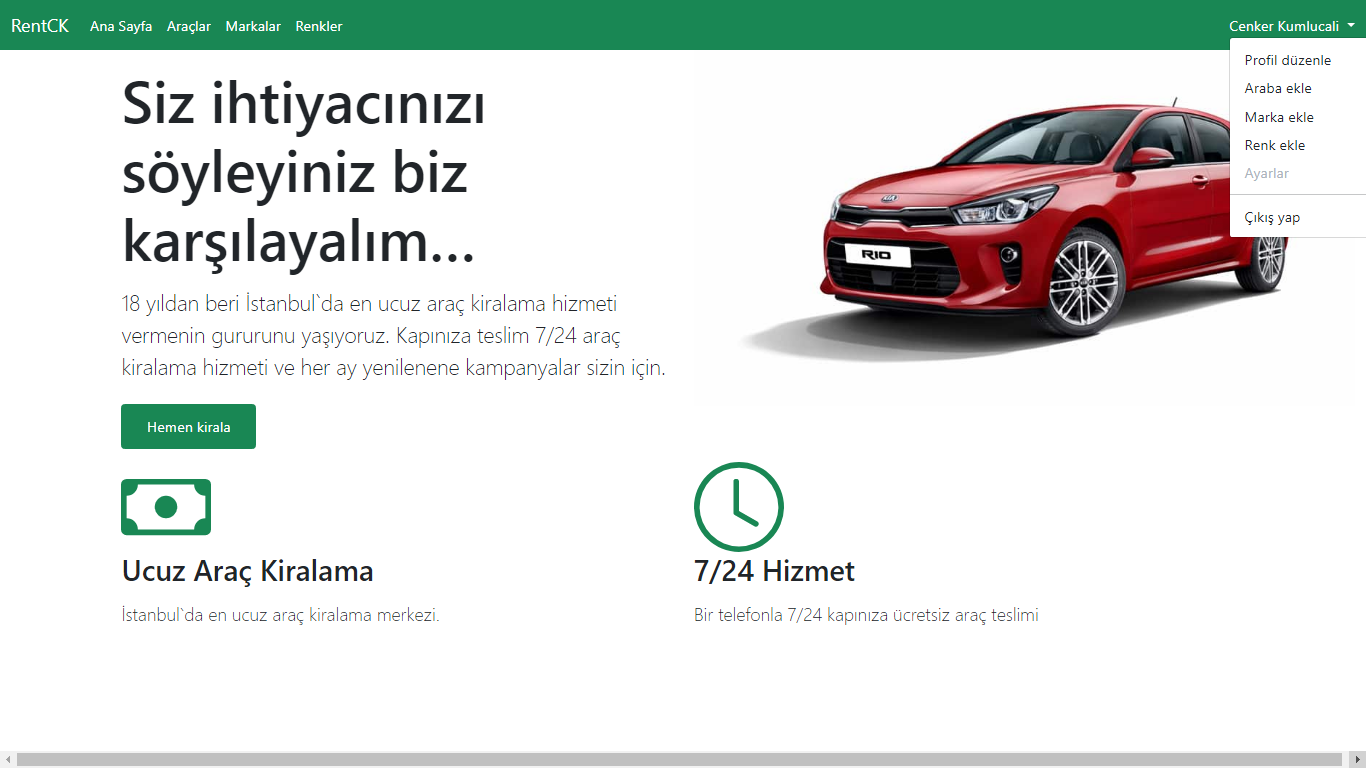 RentCK Ana Sayfa Araçlar Markalar Renkler Cenker Kumlucali
Profil düzenle
Araba ekle
Marka ekle
Renk ekle
Ayarlar
Çıkış yap
Siz ihtiyacınızı
söyleyiniz biz
karşılayalım...
18 yıldan beri İstanbul`da en ucuz araç kiralama hizmeti
vermenin gururunu yaşıyoruz. Kapınıza teslim 7/24 araç
kiralama hizmeti ve her ay yenilenene kampanyalar sizin için.
Hemen kirala
KIA
RIO
Ucuz Araç Kiralama
İstanbul`da en ucuz araç kiralama merkezi.
7/24 Hizmet
Bir telefonla 7/24 kapınıza ücretsiz araç teslimi